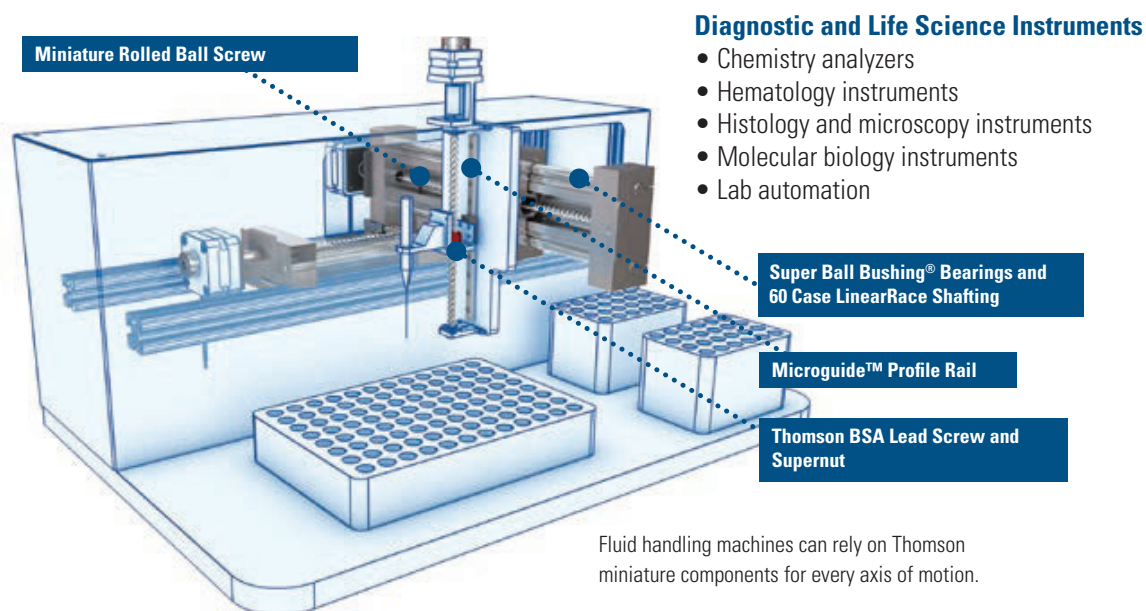 Miniature Rolled Ball Screw
Diagnostic and Life Science Instruments
• Chemistry analyzers
• Hematology instruments
• Histology and microscopy instruments
• Molecular biology instruments
• Lab automation
Super Ball Bushing® Bearings and
60 Case LinearRace Shafting
Microguide™ Profile Rail
Thomson BSA Lead Screw and
Supernut
Fluid handling machines can rely on Thomson
miniature components for every axis of motion.